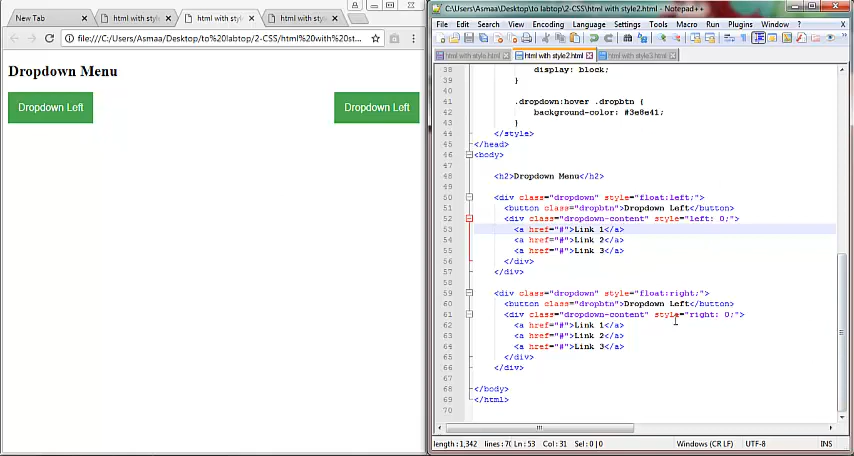 New Tab
html with style
html with style
html with style
file:///C:/Users/Asmaa/Desktop/to%20labtop/2-CSS/html%20with%20st...
Dropdown Menu
Dropdown Left
Dropdown Left
C:\Users\Asmaa\Desktop\to labtop\2-CSS\html with style2.html - Notepad++
File Edit Search View Encoding Language Settings Tools Macro Run Plugins Window ?
html with style.html
html with style2.html
html with style3.html
38 display: block;
39 }
40
41 .dropdown:hover .dropbtn {
42 background-color: #3e8e41;
43 }
44 </style>
45 </head>
46 <body>
47
48 <h2>Dropdown Menu</h2>
49
50 <div class="dropdown" style="float:left;">
51 <button class="dropbtn">Dropdown Left</button>
52 <div class="dropdown-content" style="left: 0;">
53 <a href="#">Link 1</a>
54 <a href="#">Link 2</a>
55 <a href="#">Link 3</a>
56 </div>
57 </div>
58
59 <div class="dropdown" style="float:right;">
60 <button class="dropbtn">Dropdown Left</button>
61 <div class="dropdown-content" style="right: 0;">
62 <a href="#">Link 1</a>
63 <a href="#">Link 2</a>
64 <a href="#">Link 3</a>
65 </div>
66 </div>
67
68 </body>
69 </html>
70
length : 1,342 lines : 70 Ln : 53 Col : 31 Sel : 0 | 0 Windows (CR LF) UTF-8 INS